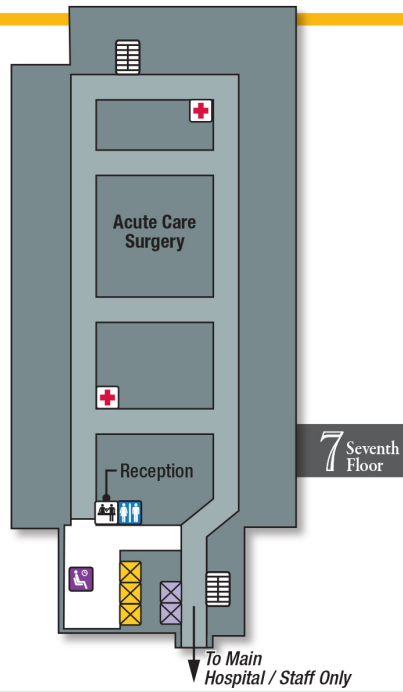 Acute Care
Surgery
7 Seventh
Floor
Reception
To Main
Hospital / Staff Only